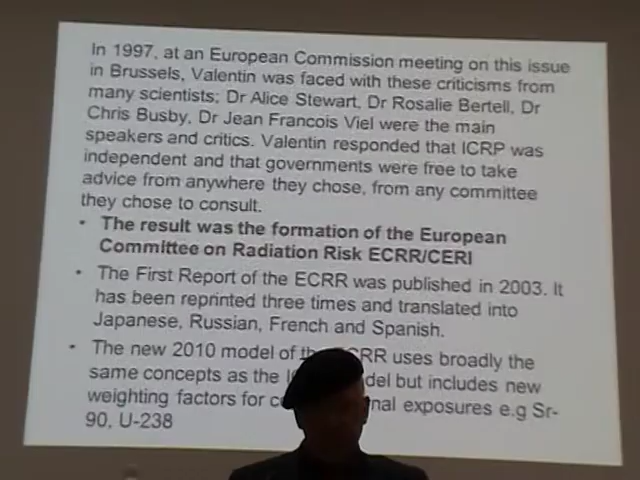 In 1997, at an European Commission meeting on this issue
in Brussels, Valentin was faced with these criticisms from
many scientists; Dr Alice Stewart, Dr Rosalie Bertell, Dr
Chris Busby, Dr Jean Francois Viel were the main
speakers and critics. Valentin responded that ICRP was
independent and that governments were free to take
advice from anywhere they chose, from any committee
they chose to consult.
• The result was the formation of the European
Committee on Radiation Risk ECRR/CERI
• The First Report of the ECRR was published in 2003. It
has been reprinted three times and translated into
Japanese, Russian, French and Spanish.
• The new 2010 model of RR uses broadly the
same concepts as the del but includes new
weighting factors for nal exposures e.g Sr-
90, U-238